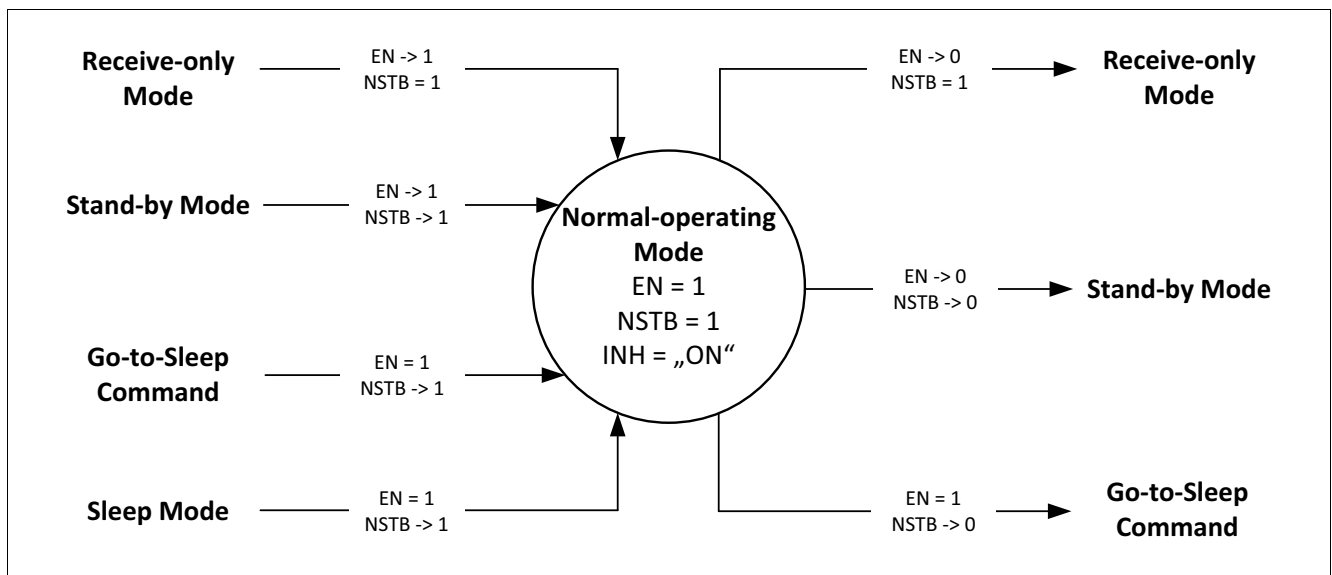 Receive-only
Mode
EN -> 1
NSTB = 1
EN -> 0
NSTB = 1
Receive-only
Mode
Stand-by Mode
EN -> 1
NSTB -> 1
Normal-operating
Mode
EN = 1
NSTB = 1
INH = „ON“
EN -> 0
NSTB -> 0
Stand-by Mode
Go-to-Sleep
Command
EN = 1
NSTB -> 1
Sleep Mode
EN = 1
NSTB -> 1
EN = 1
NSTB -> 0
Go-to-Sleep
Command